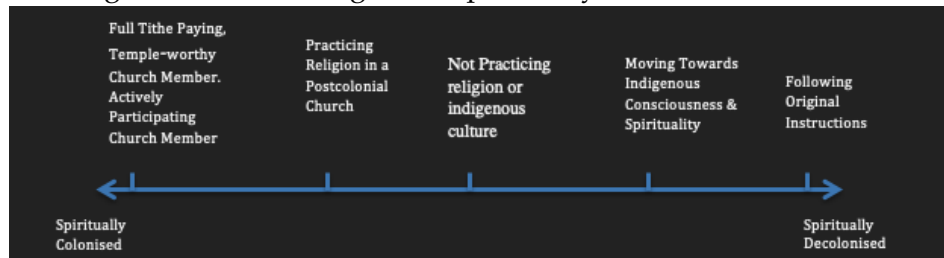 Full Tithe Paying,
Temple-worthy
Church Member.
Actively
Participating
Church Member
Practicing
Religion in a
Postcolonial
Church
Not Practicing
religion or
indigenous
culture
Moving Towards
Indigenous
Consciousness &
Spirituality
Following
Original
Instructions
Spiritually
Colonised
Spiritually
Decolonised